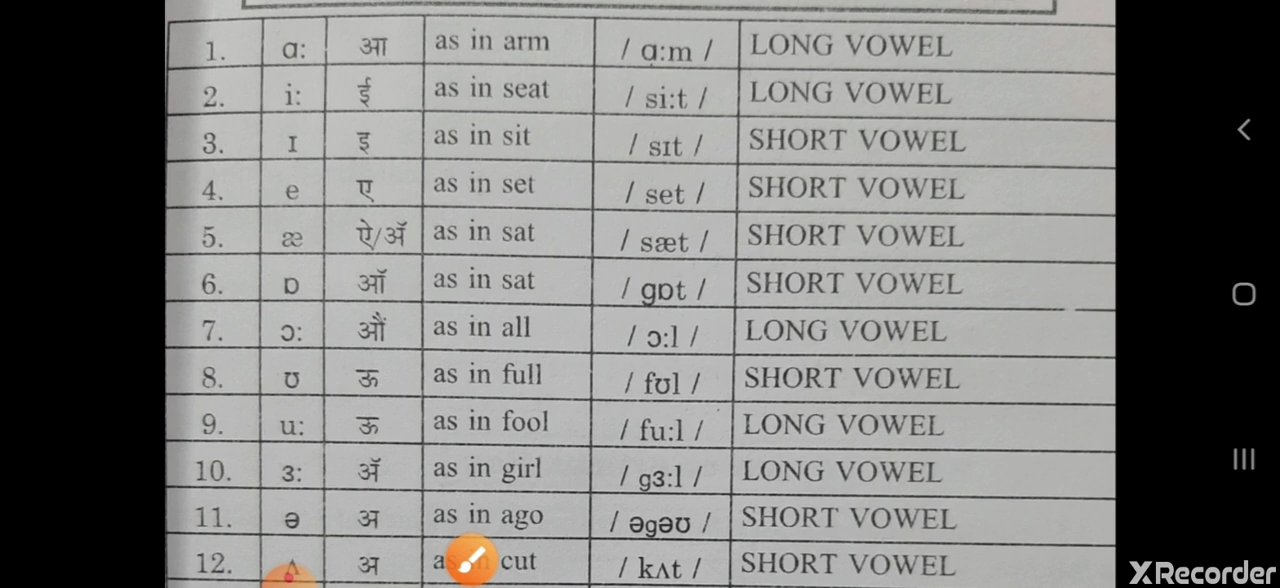 1. ɑ: आ as in arm / ɑ:m / LONG VOWEL
2. i: ई as in seat / si:t / LONG VOWEL
3. ɪ इ as in sit / sɪt / SHORT VOWEL
4. e ए as in set / set / SHORT VOWEL
5. æ ऐ/ॲ as in sat / sæt / SHORT VOWEL
6. ɒ ऑ as in sat / gɒt / SHORT VOWEL
7. ɔ: औ as in all / ɔ:l / LONG VOWEL
8. ʊ ऊ as in full / fʊl / SHORT VOWEL
9. u: ऊ as in fool / fu:l / LONG VOWEL
10. ɜ: ॲ as in girl / gɜ:l / LONG VOWEL
11. ə अ as in ago / əgəʊ / SHORT VOWEL
12. ʌ अ as in cut / kʌt / SHORT VOWEL
XRecorder